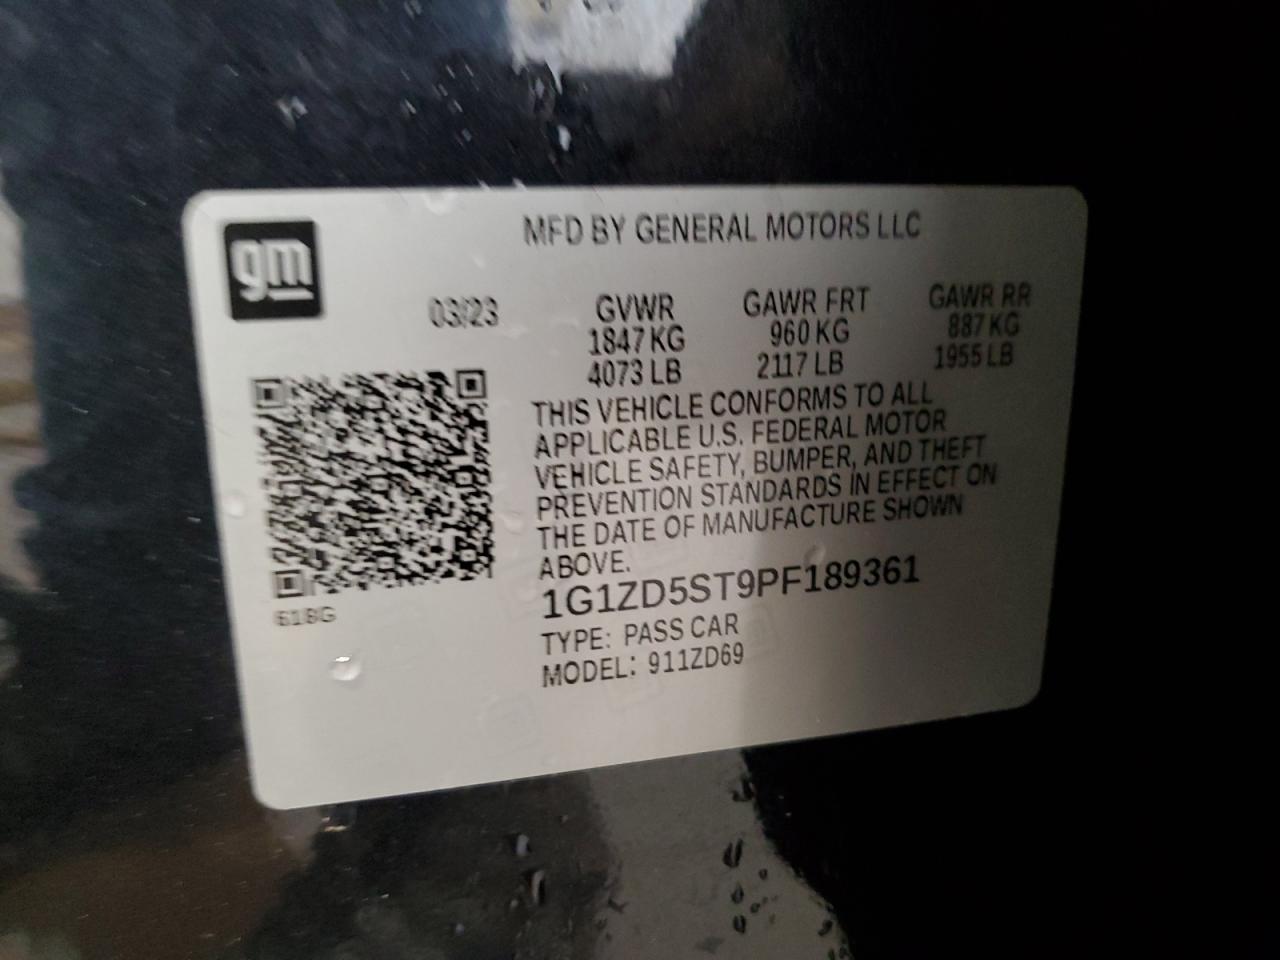 gm
MFD BY GENERAL MOTORS LLC
03/23 GVWR GAWR FRT GAWR RR
1847 KG 960 KG 887 KG
4073 LB 2117 LB 1955 LB
THIS VEHICLE CONFORMS TO ALL
APPLICABLE U.S. FEDERAL MOTOR
VEHICLE SAFETY, BUMPER, AND THEFT
PREVENTION STANDARDS IN EFFECT ON
THE DATE OF MANUFACTURE SHOWN
ABOVE.
618G
1G1ZD5ST9PF189361
TYPE: PASS CAR
MODEL: 911ZD69